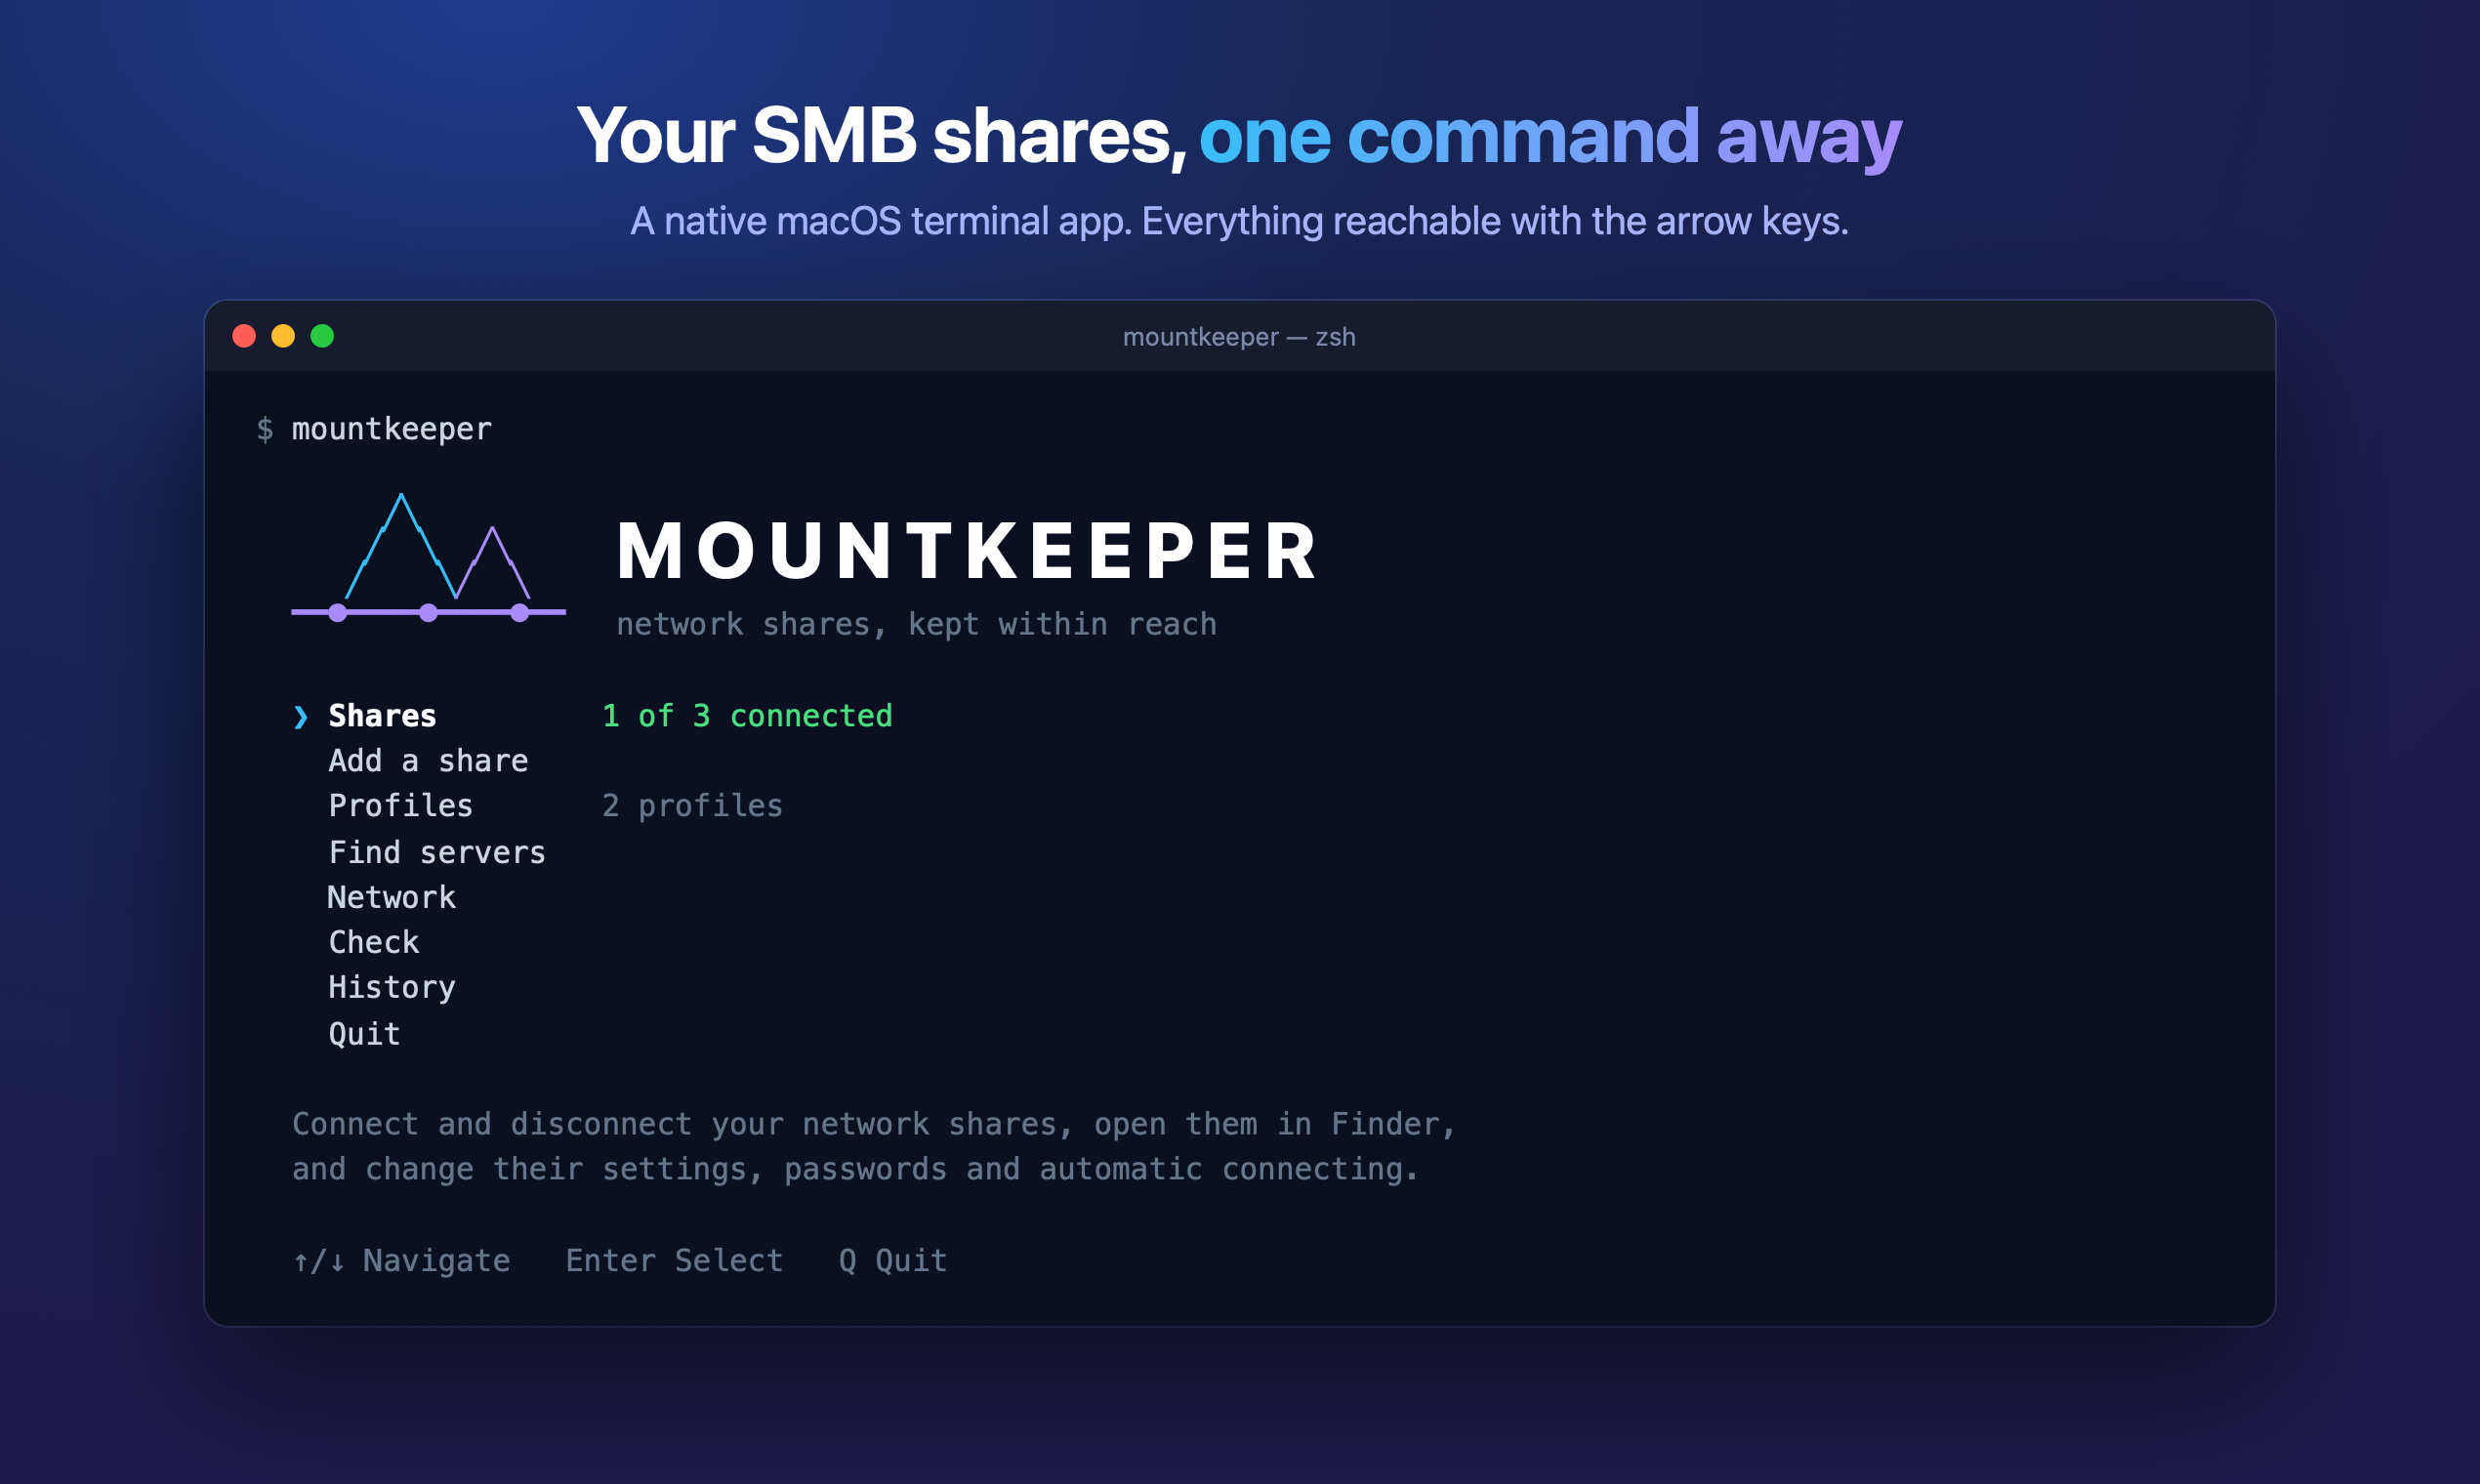 Your SMB shares, one command away
A native macOS terminal app. Everything reachable with the arrow keys.
mountkeeper — zsh
$ mountkeeper
MOUNTKEEPER
network shares, kept within reach
❯ Shares 1 of 3 connected
Add a share
Profiles 2 profiles
Find servers
Network
Check
History
Quit
Connect and disconnect your network shares, open them in Finder,
and change their settings, passwords and automatic connecting.
↑/↓ Navigate Enter Select Q Quit